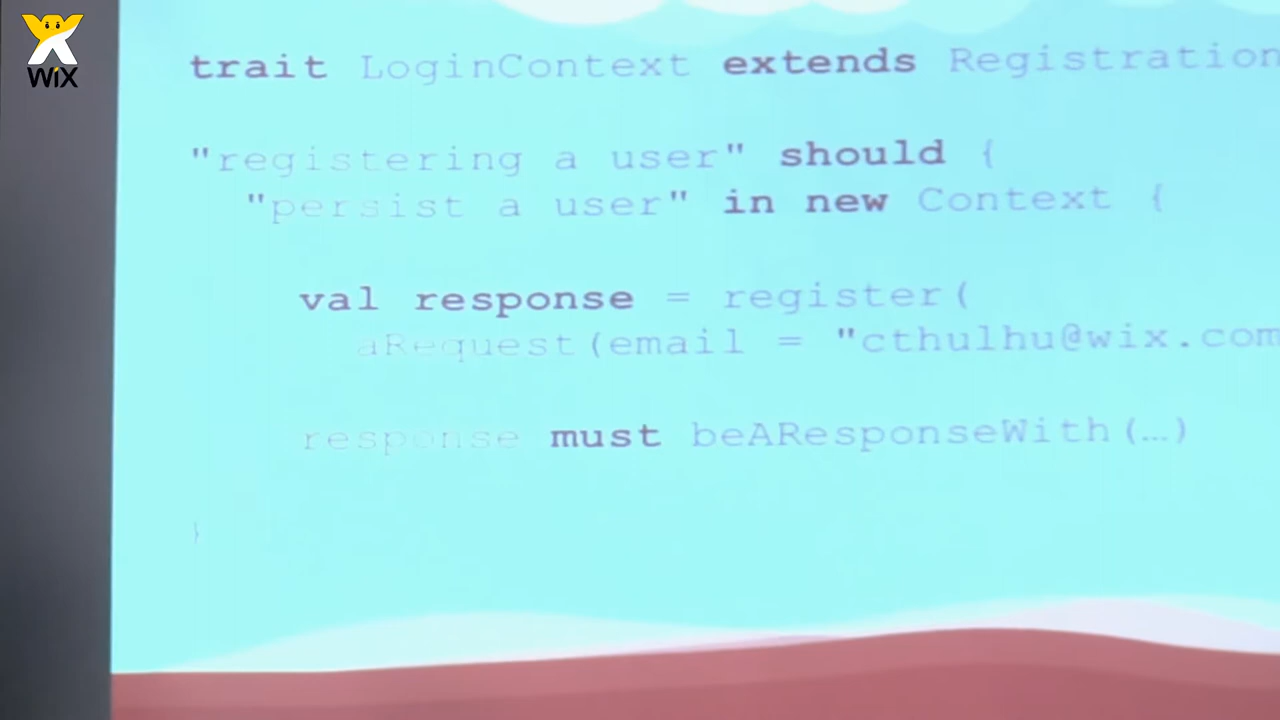 WiX
trait LoginContext extends Registration
"registering a user" should {
"persist a user" in new Context {
val response = register(
aRequest(email = "cthulhu@wix.com
response must beAResponseWith(…)
}